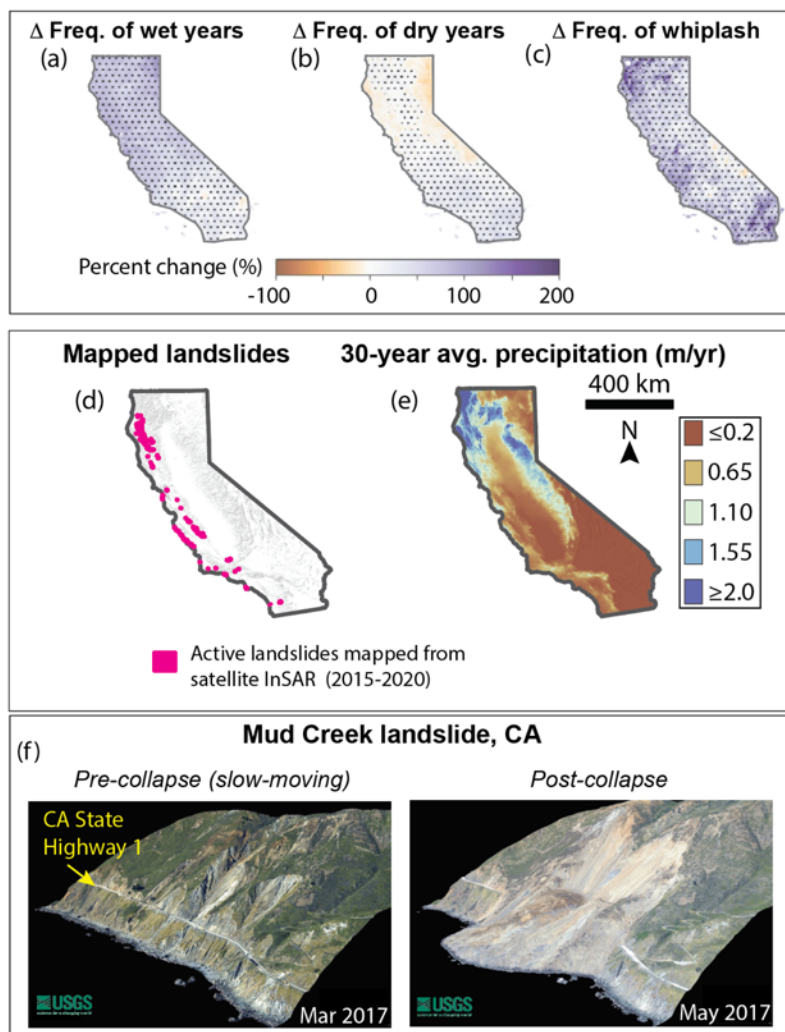 Δ Freq. of wet years
Δ Freq. of dry years
Δ Freq. of whiplash
(a)
(b)
(c)
Percent change (%)
-100
0
100
200
Mapped landslides
30-year avg. precipitation (m/yr)
(d)
(e)
400 km
N
≤0.2
0.65
1.10
1.55
≥2.0
Active landslides mapped from
satellite InSAR (2015-2020)
(f)
Mud Creek landslide, CA
Pre-collapse (slow-moving)
Post-collapse
CA State
Highway 1
USGS
Mar 2017
USGS
May 2017